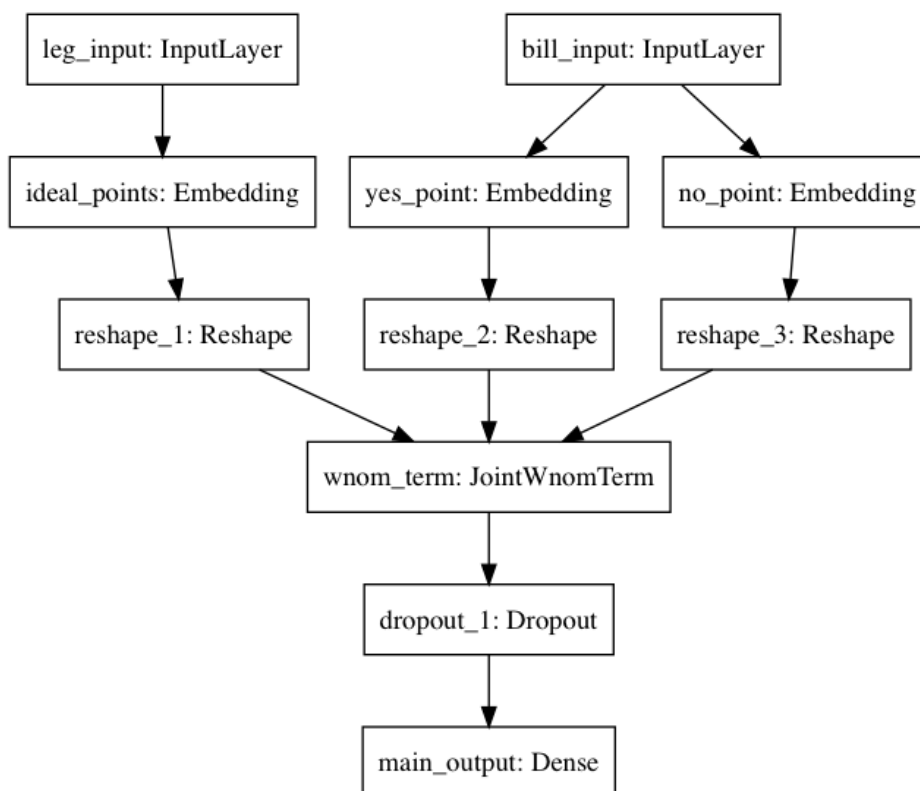 leg_input: InputLayer
bill_input: InputLayer
ideal_points: Embedding
yes_point: Embedding
no_point: Embedding
reshape_1: Reshape
reshape_2: Reshape
reshape_3: Reshape
wnom_term: JointWnomTerm
dropout_1: Dropout
main_output: Dense